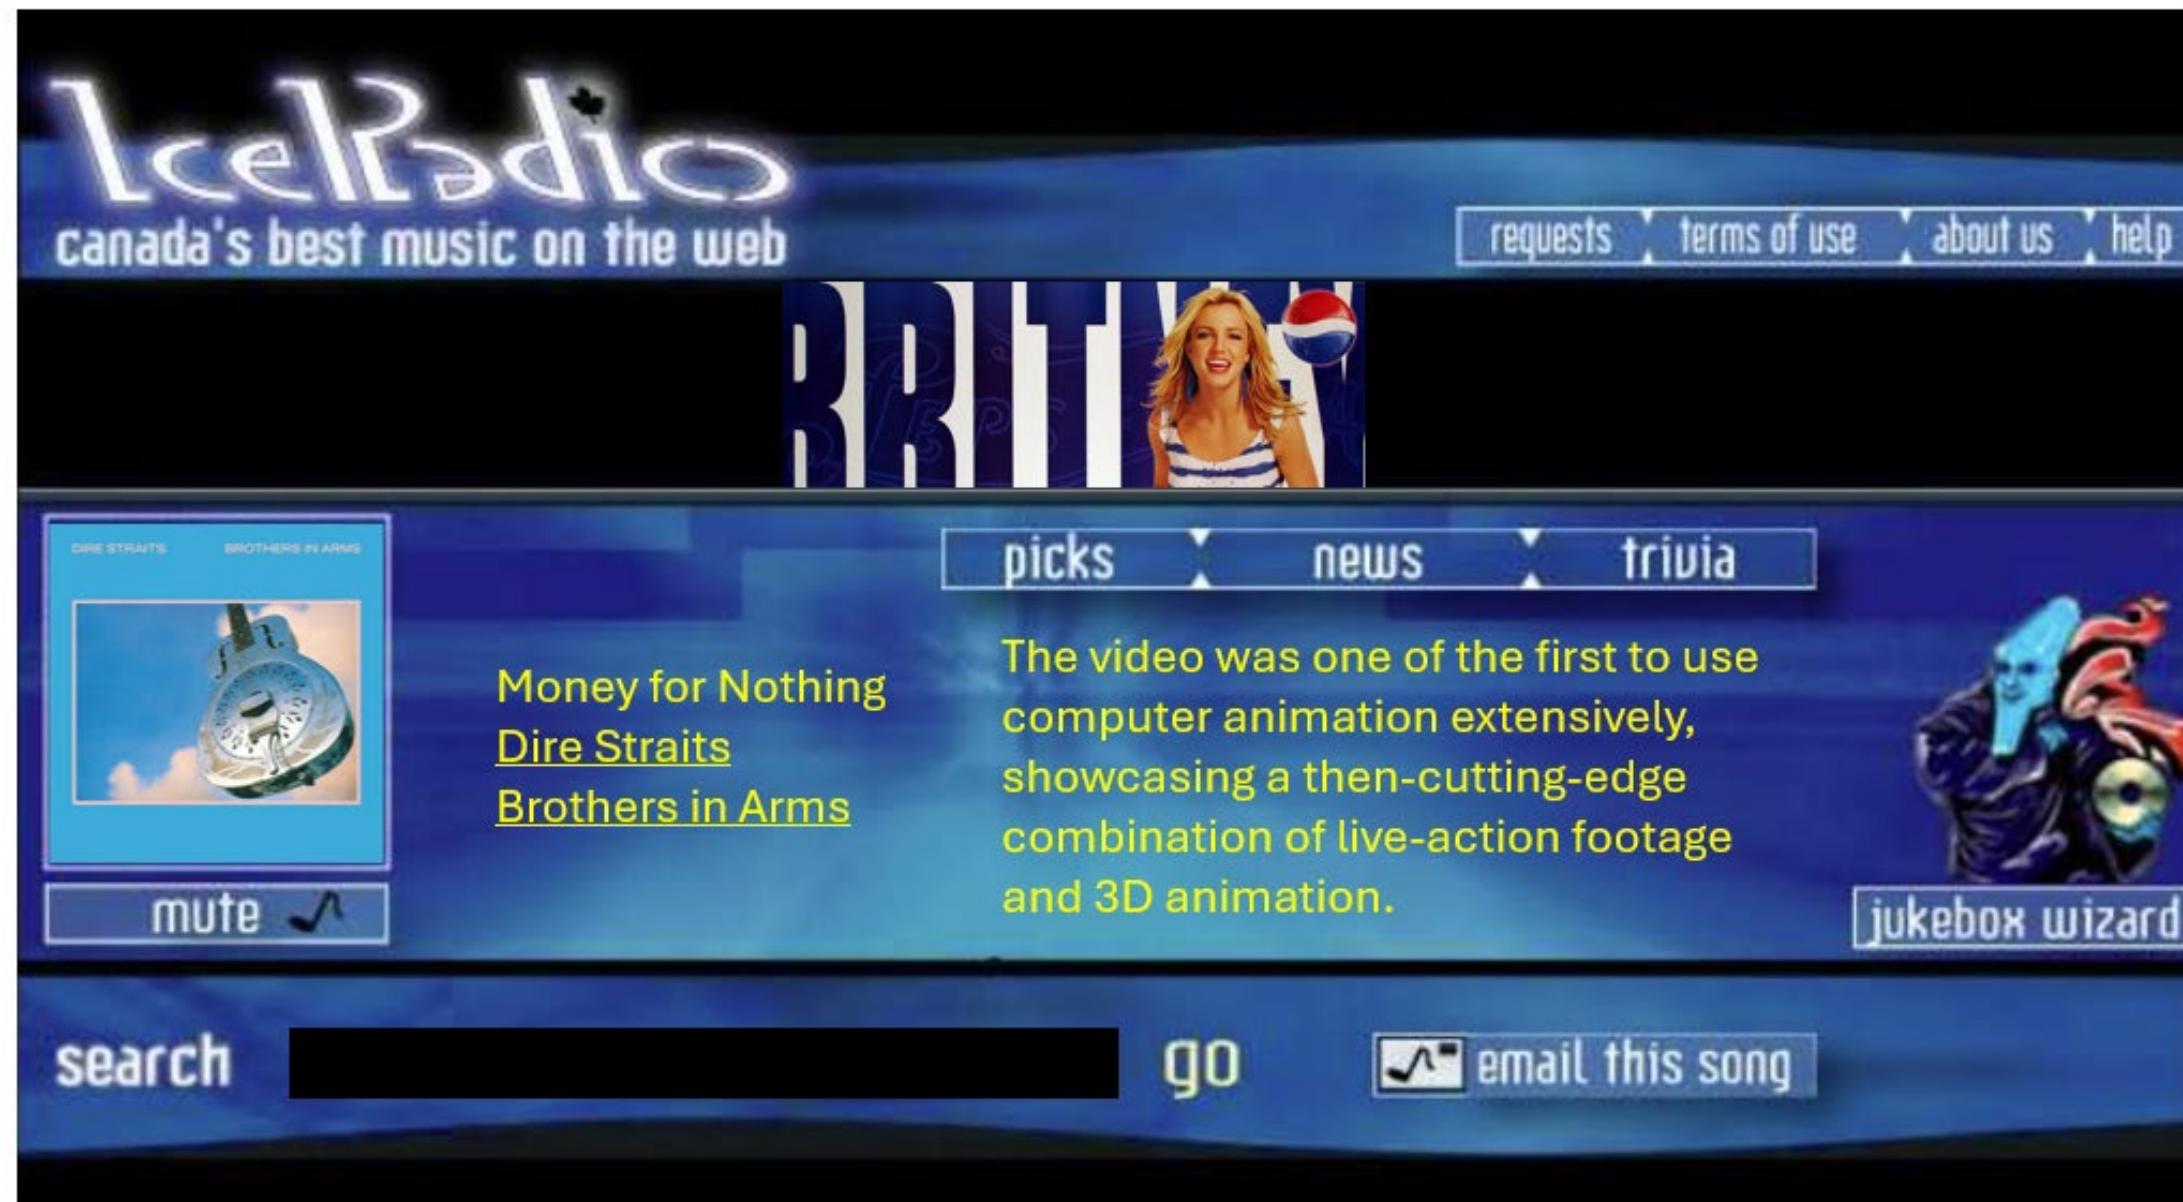 IceRadio
canada's best music on the web
requests terms of use about us help
BRITNEY
DIRE STRAITS BROTHERS IN ARMS
picks news trivia
Money for Nothing
Dire Straits
Brothers in Arms
The video was one of the first to use
computer animation extensively,
showcasing a then-cutting-edge
combination of live-action footage
and 3D animation.
mute
jukebox wizard
search go email this song